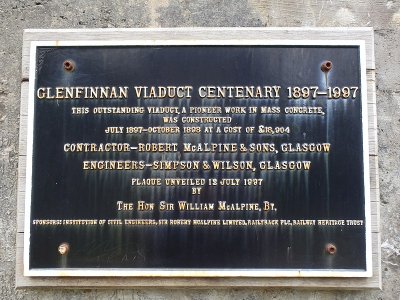 GLENFINNAN VIADUCT CENTENARY 1897–1997
THIS OUTSTANDING VIADUCT, A PIONEER WORK IN MASS CONCRETE,
WAS CONSTRUCTED
JULY 1897–OCTOBER 1898 AT A COST OF £18,904
CONTRACTOR–ROBERT McALPINE & SONS, GLASGOW
ENGINEERS–SIMPSON & WILSON, GLASGOW
PLAQUE UNVEILED 12 JULY 1997
BY
THE HON SIR WILLIAM McALPINE, BT.
SPONSORS: INSTITUTION OF CIVIL ENGINEERS, SIR ROBERT McALPINE LIMITED, RAILTRACK PLC, RAILWAY HERITAGE TRUST